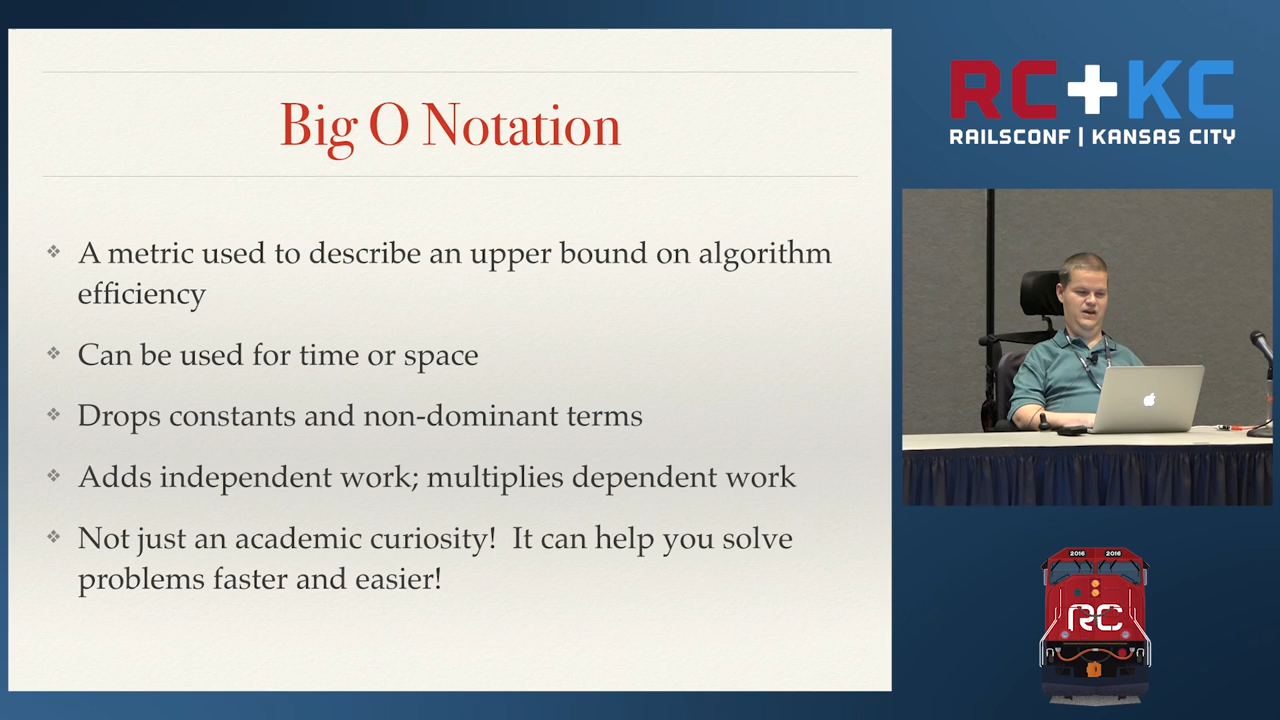 Big O Notation
A metric used to describe an upper bound on algorithm
efficiency
Can be used for time or space
Drops constants and non-dominant terms
Adds independent work; multiplies dependent work
Not just an academic curiosity!  It can help you solve
problems faster and easier!
RC+KC
RAILSCONF | KANSAS CITY
2016 2016
RC